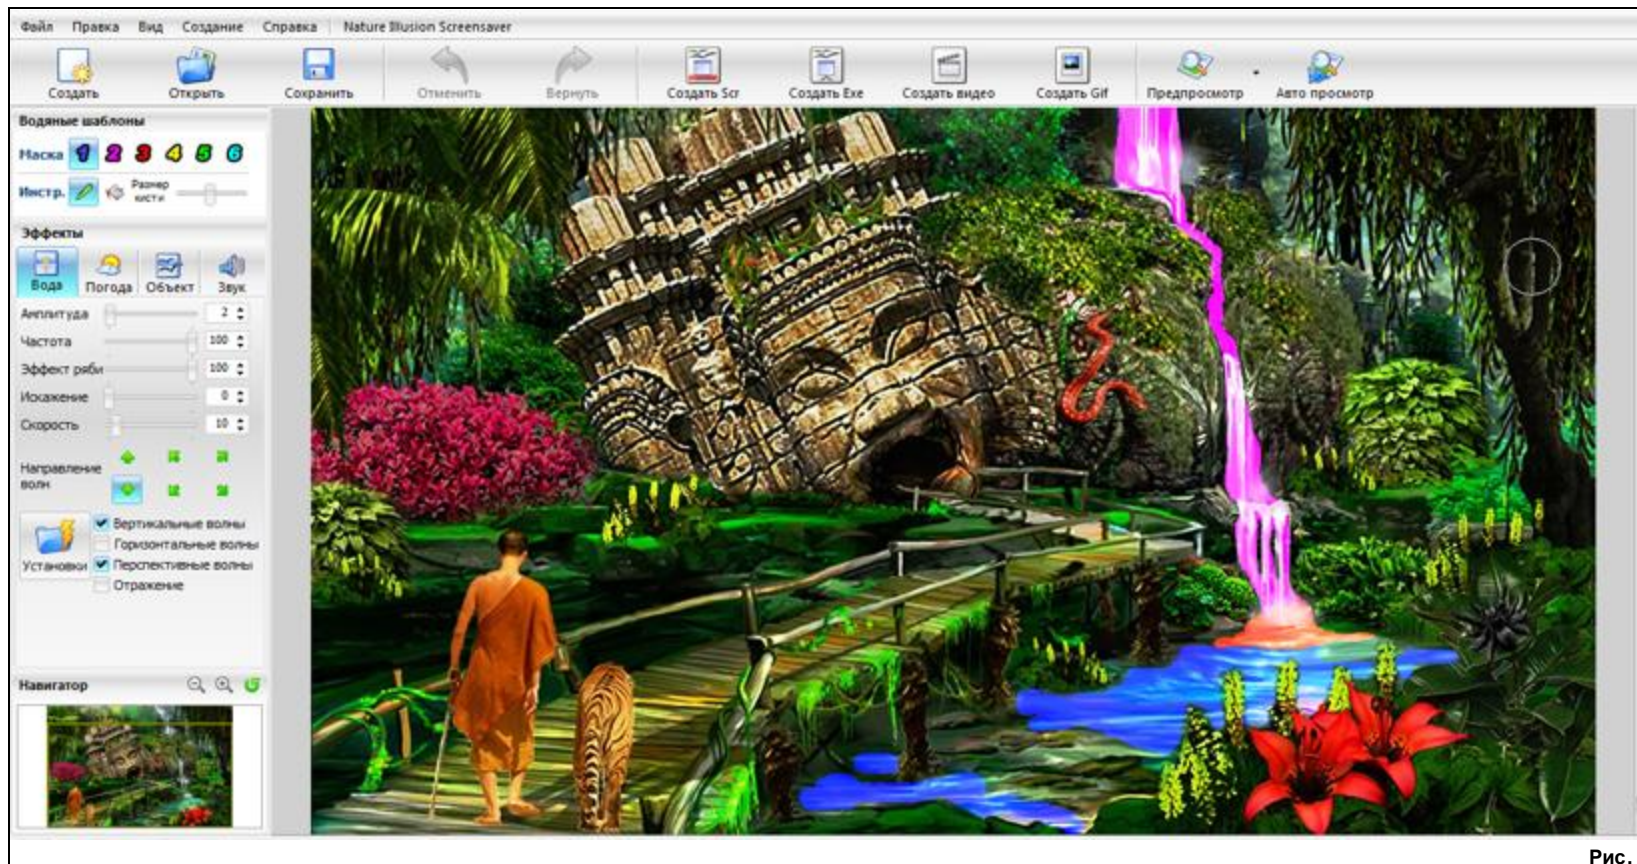 Файл Правка Вид Создание Справка Nature Illusion Screensaver
Создать Открыть Сохранить Отменить Вернуть Создать Scr Создать Exe Создать видео Создать Gif Предпросмотр Авто просмотр
Водяные шаблоны
Маска 1 2 3 4 5 6
Инстр. Размер
кисти
Эффекты
Вода Погода Объект Звук
Амплитуда 2
Частота 100
Эффект ряби 100
Искажение 0
Скорость 10
Направление
волн
Вертикальные волны
Горизонтальные волны
Установки Перспективные волны
Отражение
Навигатор
Рис.